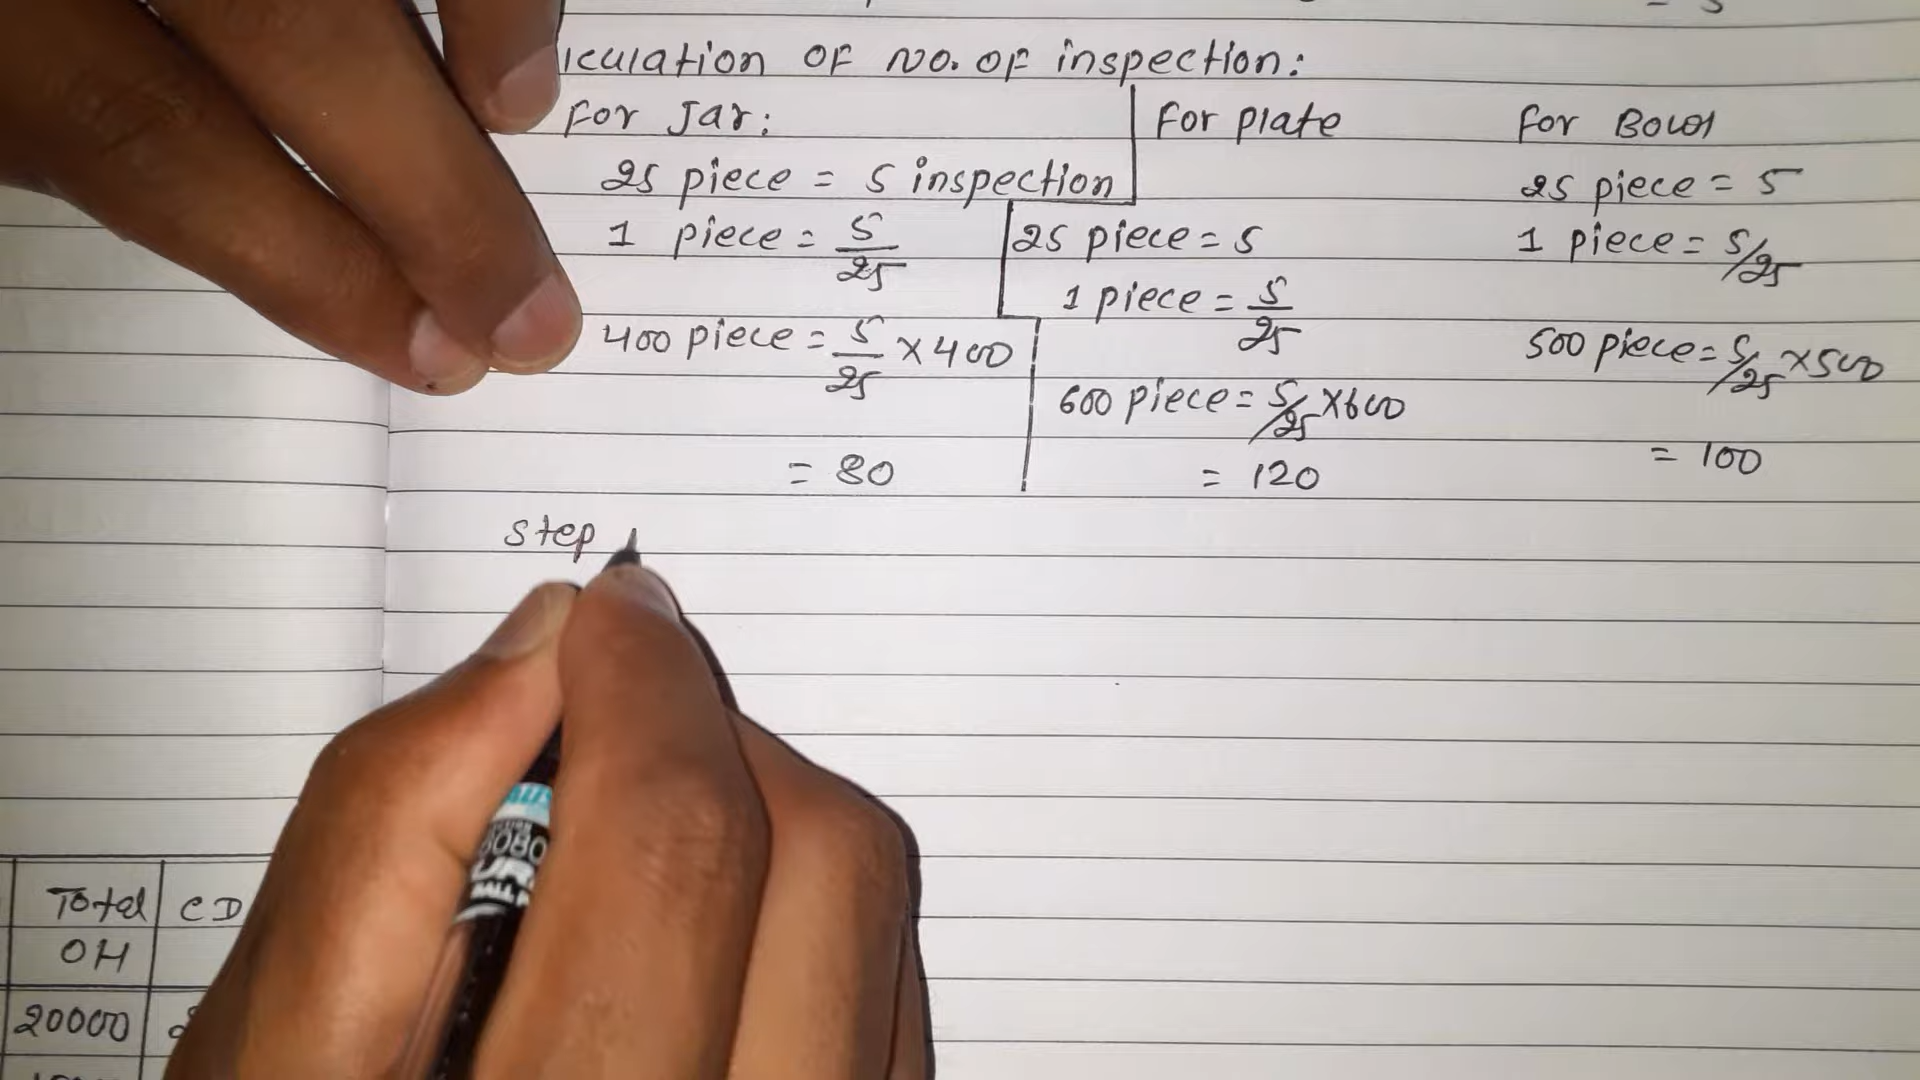 lculation OF NO. OF inspection:
For Jar:
25 piece = 5 inspection
1 piece = 5/25
400 piece = 5/25 × 400
= 80
For plate
25 piece = 5
1 piece = 5/25
600 piece = 5/25 × 600
= 120
For Bowl
25 piece = 5
1 piece = 5/25
500 piece = 5/25 × 500
= 100
step
Total
OH
CD
20000